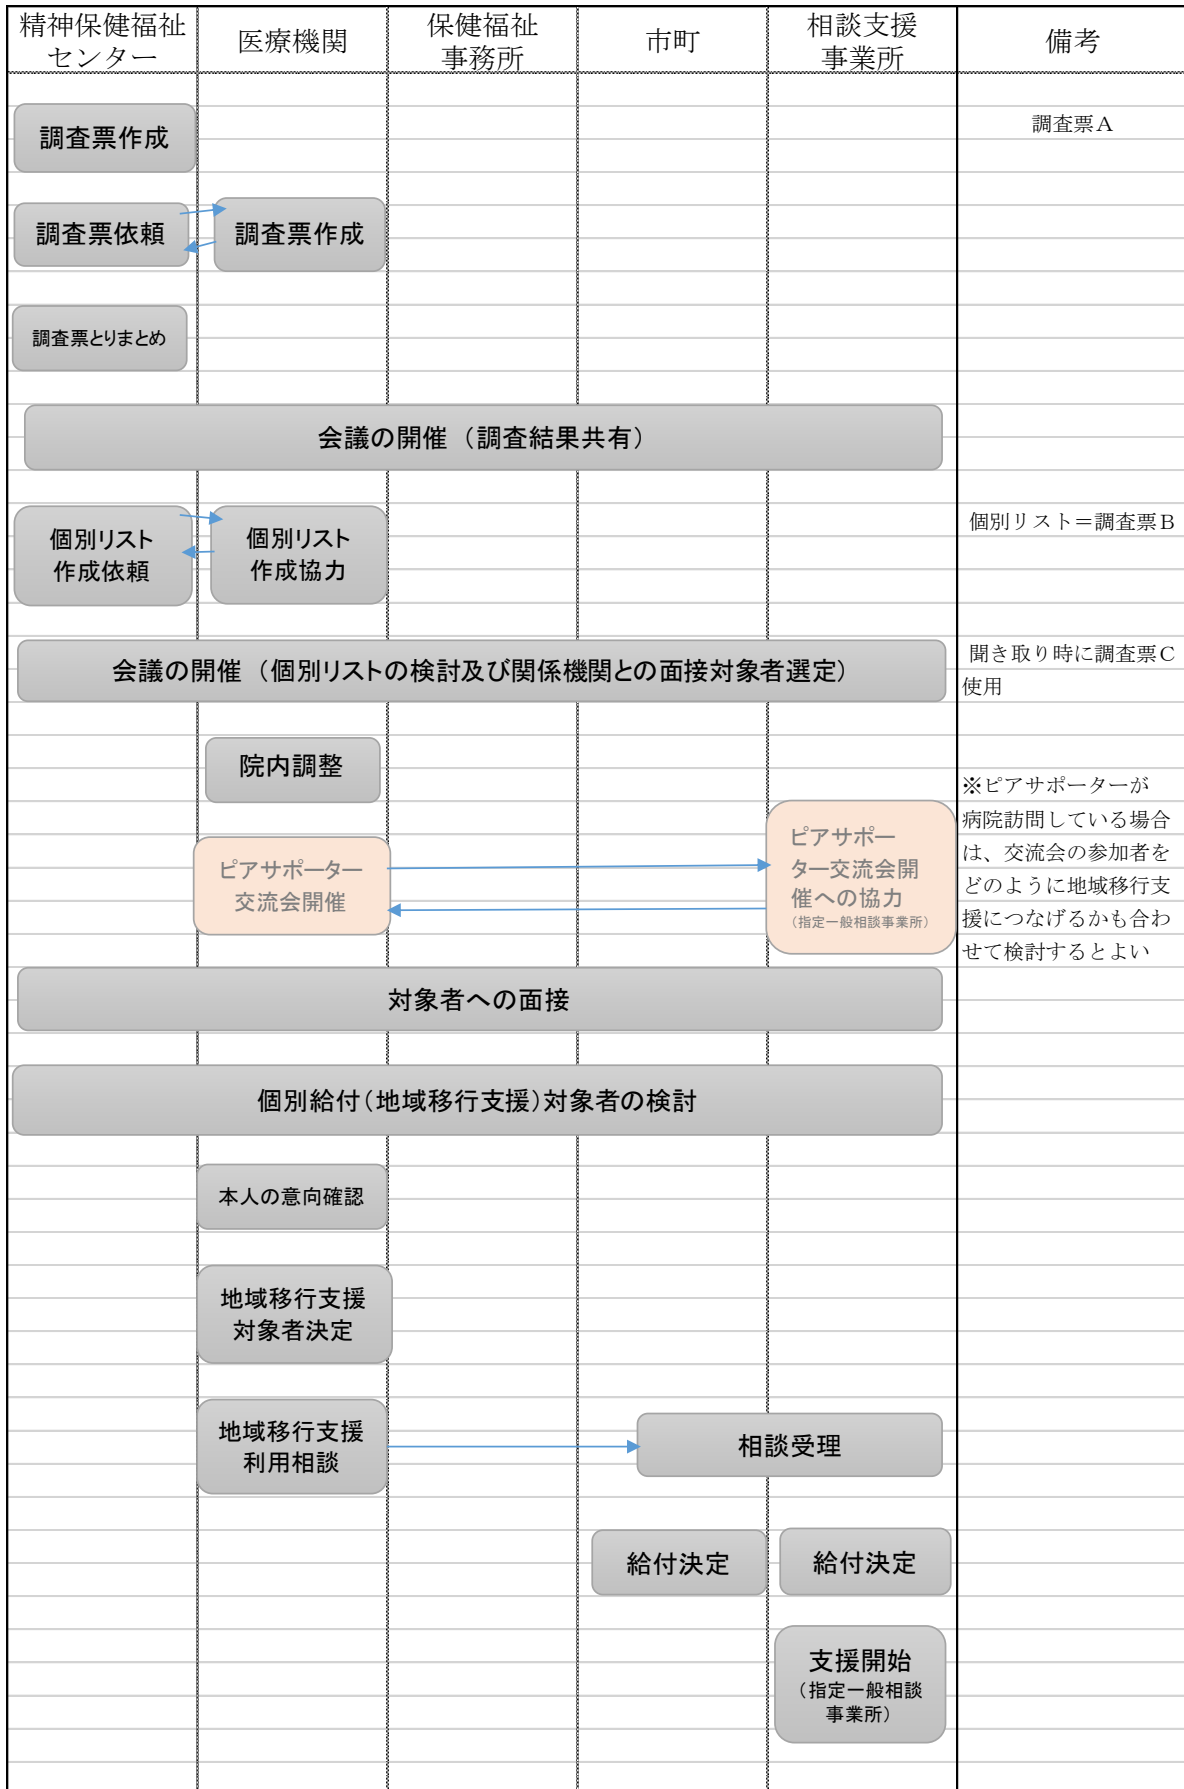 精神保健福祉
センター
医療機関
保健福祉
事務所
市町
相談支援
事業所
備考
調査票作成
調査票A
調査票依頼
調査票作成
調査票とりまとめ
会議の開催（調査結果共有）
個別リスト
作成依頼
個別リスト
作成協力
個別リスト＝調査票B
会議の開催（個別リストの検討及び関係機関との面接対象者選定）
聞き取り時に調査票C
使用
院内調整
ピアサポーター
交流会開催
ピアサポー
ター交流会開
催への協力
（指定一般相談事業所）
※ピアサポーターが
病院訪問している場合
は、交流会の参加者を
どのように地域移行支
援につなげるかも合わ
せて検討するとよい
対象者への面接
個別給付（地域移行支援）対象者の検討
本人の意向確認
地域移行支援
対象者決定
地域移行支援
利用相談
相談受理
給付決定
給付決定
支援開始
（指定一般相談
事業所）